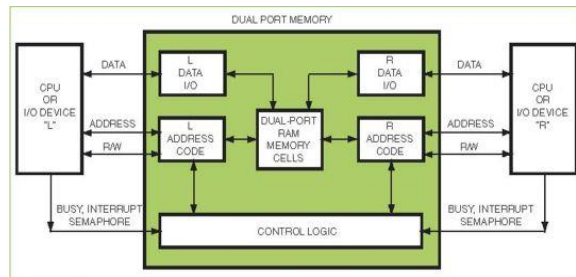 DUAL PORT MEMORY
CPU
OR
I/O DEVICE
"L"
DATA
ADDRESS
R/W
BUSY, INTERRUPT
SEMAPHORE
L
DATA
I/O
L
ADDRESS
CODE
DUAL-PORT
RAM
MEMORY
CELLS
R
DATA
I/O
R
ADDRESS
CODE
CONTROL LOGIC
DATA
ADDRESS
R/W
BUSY, INTERRUPT
SEMAPHORE
CPU
OR
I/O DEVICE
"R"